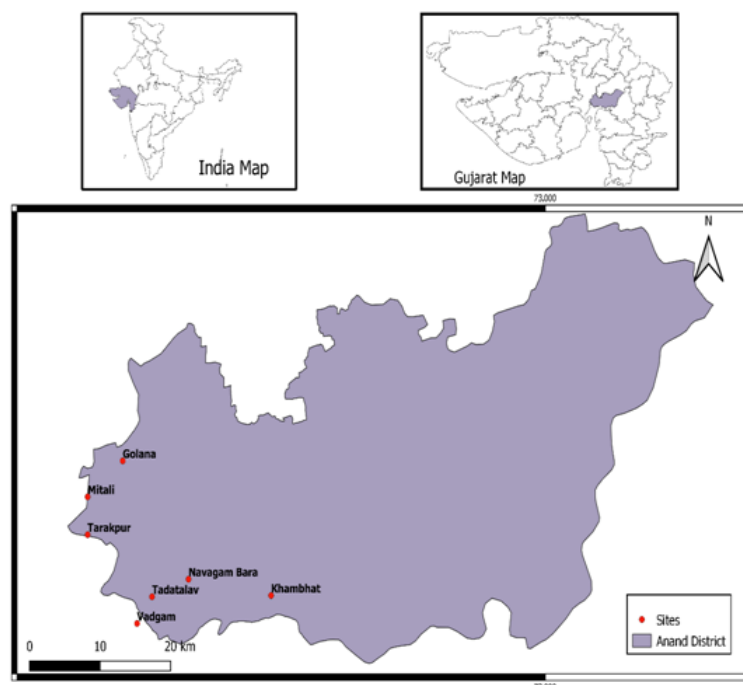 India Map
Gujarat Map
73,000
N
Golana
Mitali
Tarakpur
Navagam Bara
Tadatalav
Khambhat
Vadgam
0 10 20 km
Sites
Anand District